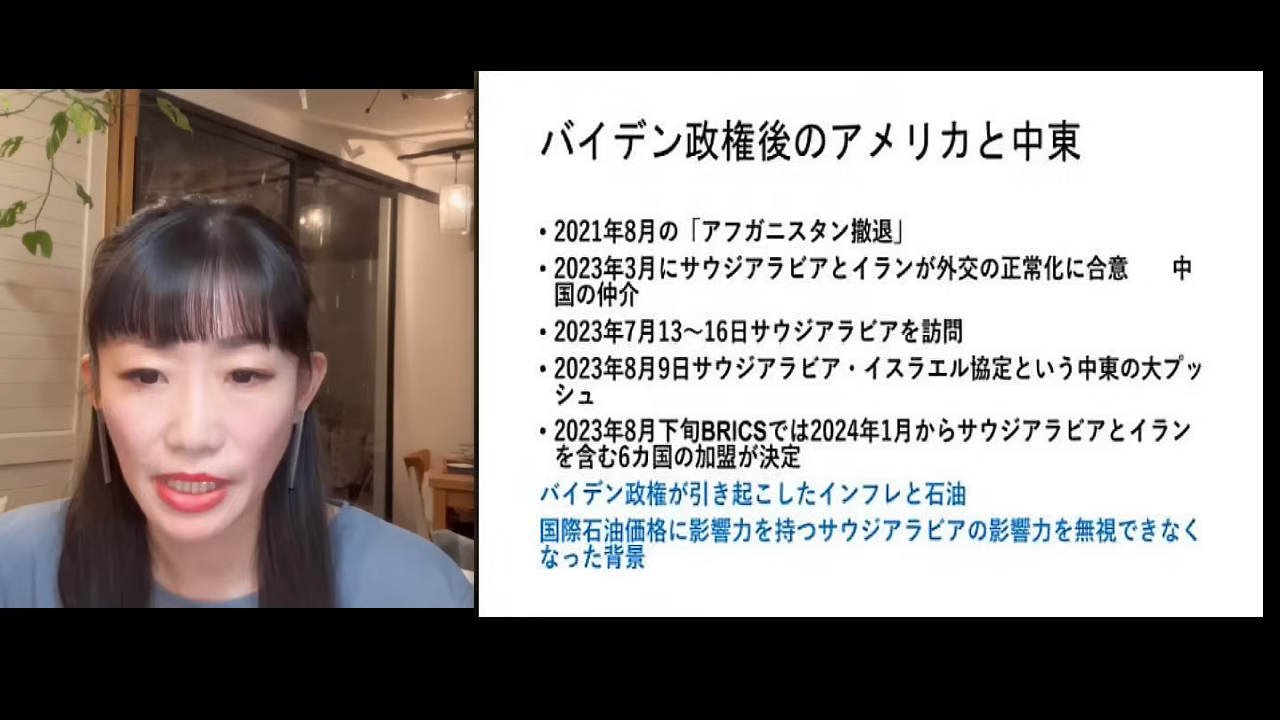 バイデン政権後のアメリカと中東
• 2021年8月の「アフガニスタン撤退」
• 2023年3月にサウジアラビアとイランが外交の正常化に合意　　中
国の仲介
• 2023年7月13〜16日サウジアラビアを訪問
• 2023年8月9日サウジアラビア・イスラエル協定という中東の大プッ
シュ
• 2023年8月下旬BRICSでは2024年1月からサウジアラビアとイラン
を含む6カ国の加盟が決定
バイデン政権が引き起こしたインフレと石油
国際石油価格に影響力を持つサウジアラビアの影響力を無視できなく
なった背景